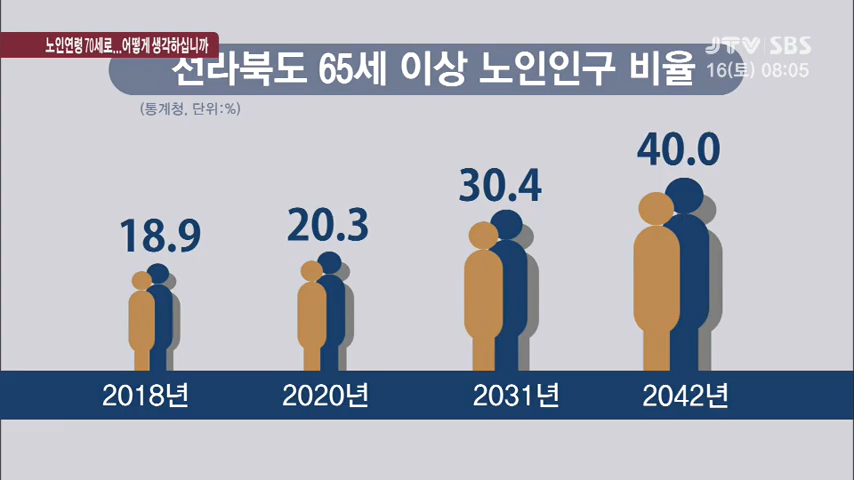 노인연령 70세로...어떻게 생각하십니까
JTV SBS
전라북도 65세 이상 노인인구 비율
16(토) 08:05
(통계청, 단위:%)
18.9 20.3 30.4 40.0
2018년 2020년 2031년 2042년